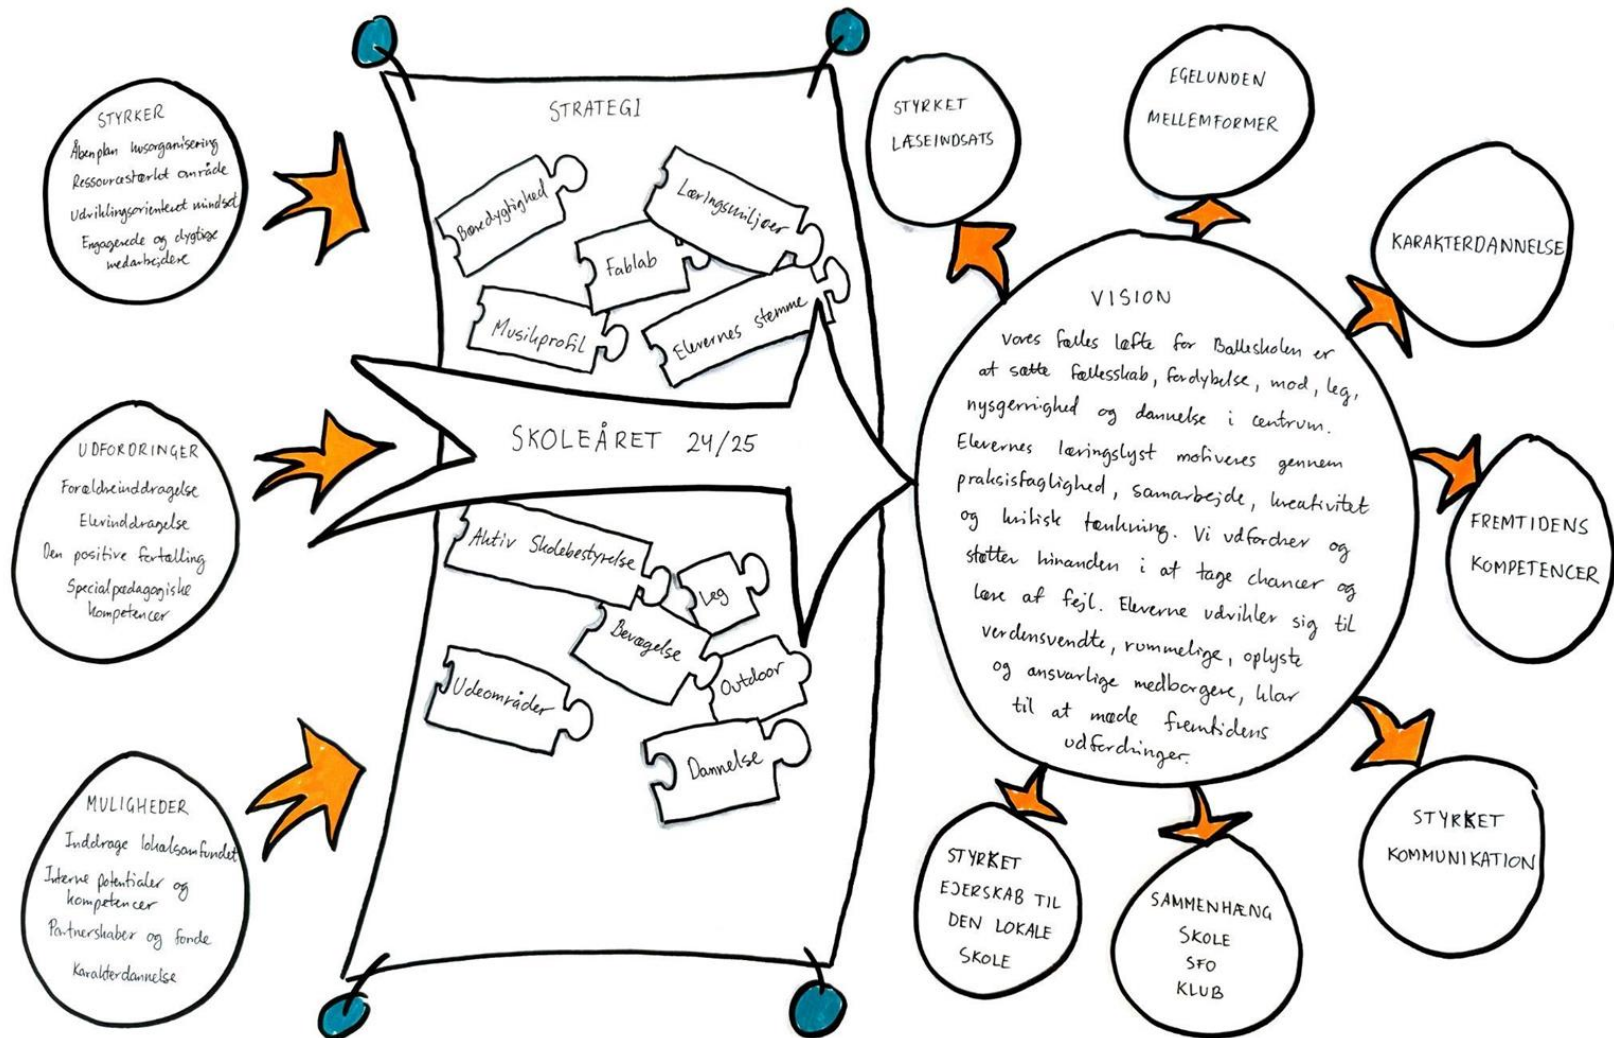 STYRKER
Åbenplan husorganisering
Ressourcestærkt område
Udviklingsorienteret mindset
Engagerede og dygtige
medarbejdere
UDFORDRINGER
Forældreinddragelse
Elevinddragelse
Den positive fortælling
Specialpædagogiske
kompetencer
MULIGHEDER
Inddrage lokalsamfundet
Interne potentialer og
kompetencer
Partnerskaber og fonde
Karakterdannelse
STRATEGI
Bæredygtighed
Læringsmiljøer
Fablab
Musikprofil
Elevernes stemme
SKOLEÅRET 24/25
Aktiv Skolebestyrelse
Leg
Bevægelse
Outdoor
Udeområder
Dannelse
VISION
Vores fælles løfte for Balleskolen er
at sætte fællesskab, fordybelse, mod, leg,
nysgerrighed og dannelse i centrum.
Elevernes læringslyst motiveres gennem
praksisfaglighed, samarbejde, kreativitet
og kritisk tænkning. Vi udfordrer og
støtter hinanden i at tage chancer og
lære af fejl. Eleverne udvikler sig til
verdensvendte, rummelige, oplyste
og ansvarlige medborgere, klar
til at møde fremtidens
udfordringer.
STYRKET
LÆSEINDSATS
EGELUNDEN
MELLEMFORMER
KARAKTERDANNELSE
FREMTIDENS
KOMPETENCER
STYRKET
KOMMUNIKATION
SAMMENHÆNG
SKOLE
SFO
KLUB
STYRKET
EJERSKAB TIL
DEN LOKALE
SKOLE